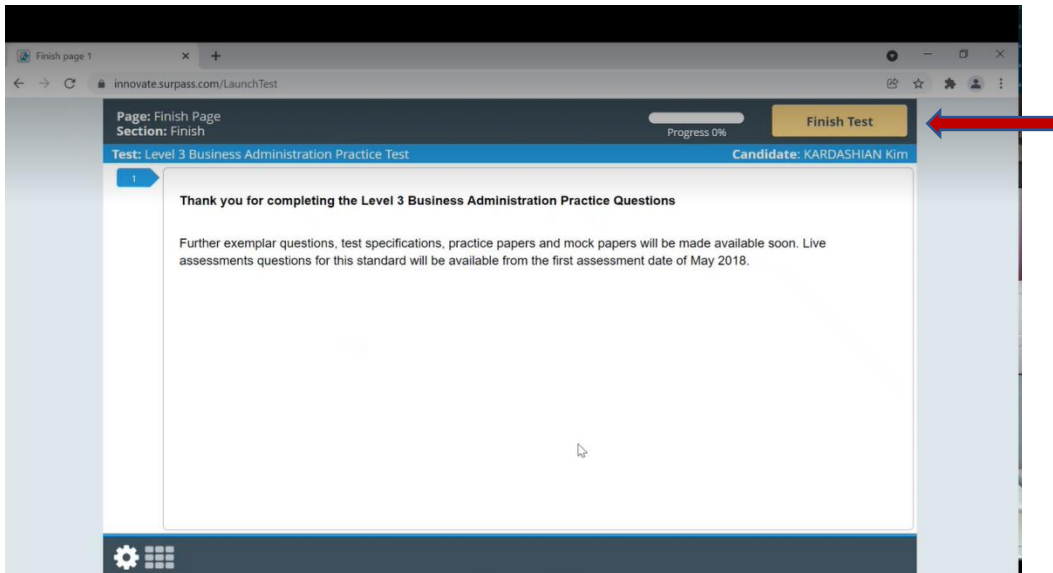 Finish page 1
innovate.surpass.com/LaunchTest
Page: Finish Page
Section: Finish
Progress 0%
Finish Test
Test: Level 3 Business Administration Practice Test
Candidate: KARDASHIAN Kim
1
Thank you for completing the Level 3 Business Administration Practice Questions
Further exemplar questions, test specifications, practice papers and mock papers will be made available soon. Live
assessments questions for this standard will be available from the first assessment date of May 2018.